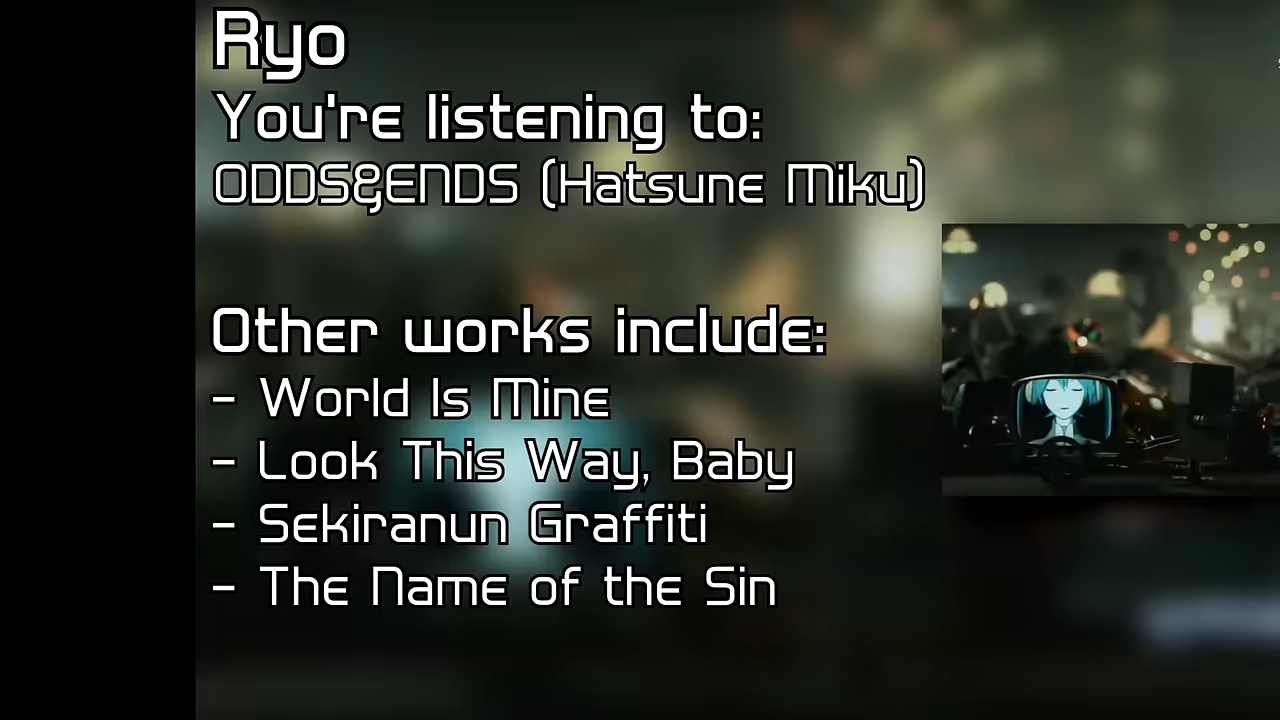 Ryo
You're listening to:
ODDS&ENDS (Hatsune Miku)
Other works include:
- World Is Mine
- Look This Way, Baby
- Sekiranun Graffiti
- The Name of the Sin